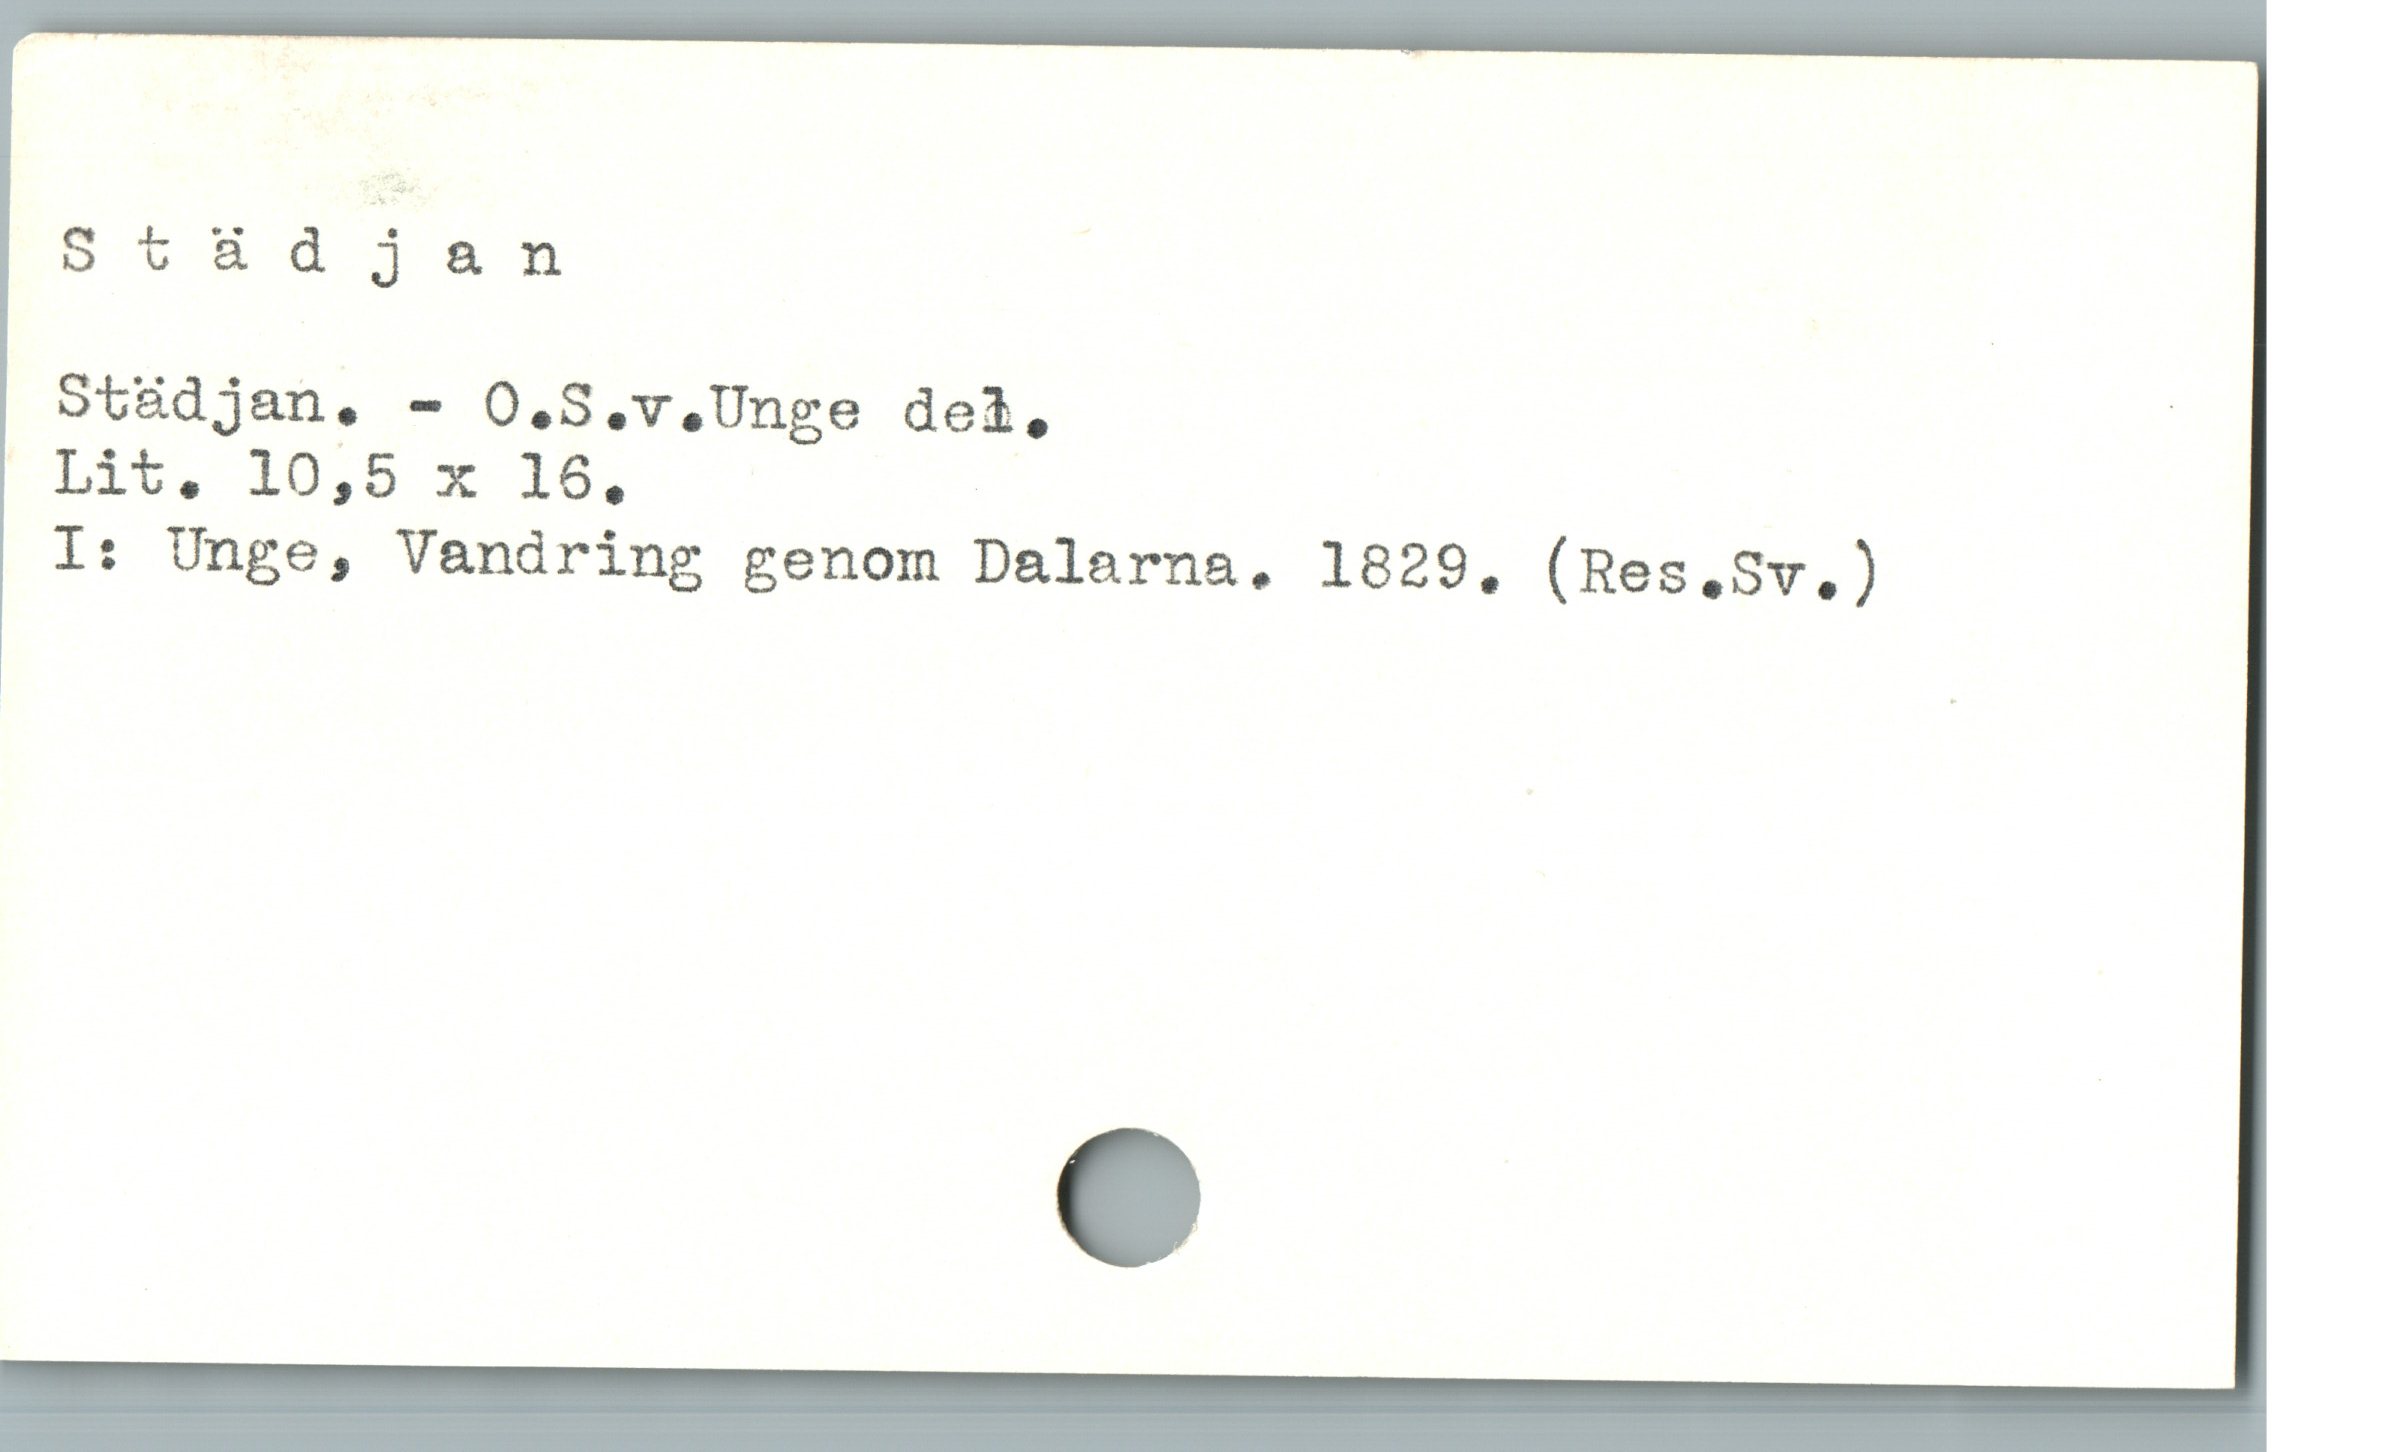 S t ä d j a n
Städjan. - O.S.v.Unge del.
Lit. 10,5 x 16.
I: Unge, Vandring genom Dalarna. 1829. (Res.Sv.)